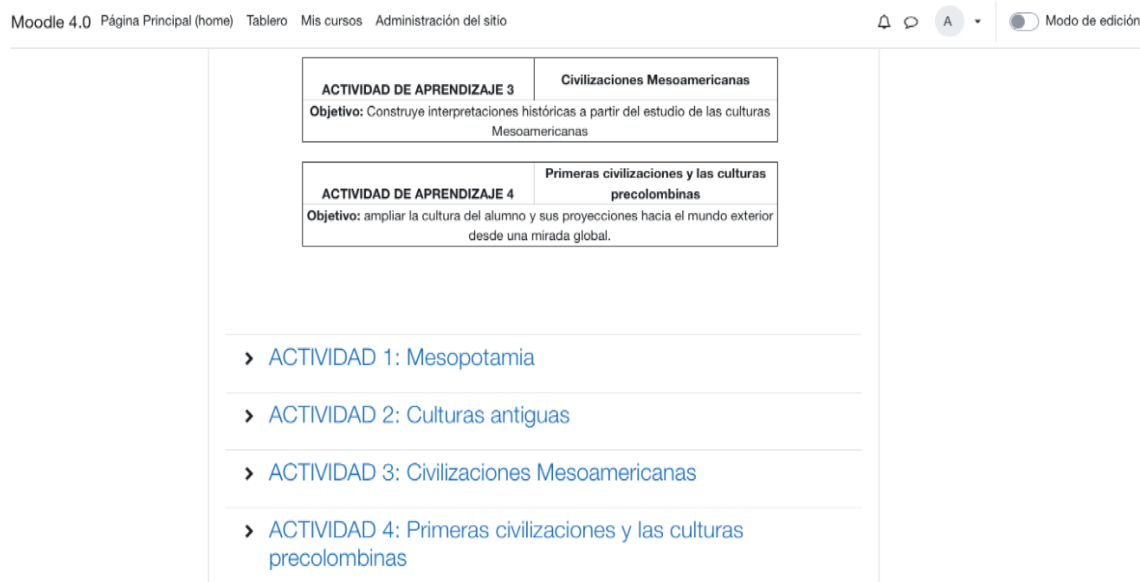 Moodle 4.0 Página Principal (home) Tablero Mis cursos Administración del sitio A Modo de edición
ACTIVIDAD DE APRENDIZAJE 3
Civilizaciones Mesoamericanas
Objetivo: Construye interpretaciones históricas a partir del estudio de las culturas
Mesoamericanas
ACTIVIDAD DE APRENDIZAJE 4
Primeras civilizaciones y las culturas
precolombinas
Objetivo: ampliar la cultura del alumno y sus proyecciones hacia el mundo exterior
desde una mirada global.
ACTIVIDAD 1: Mesopotamia
ACTIVIDAD 2: Culturas antiguas
ACTIVIDAD 3: Civilizaciones Mesoamericanas
ACTIVIDAD 4: Primeras civilizaciones y las culturas
precolombinas